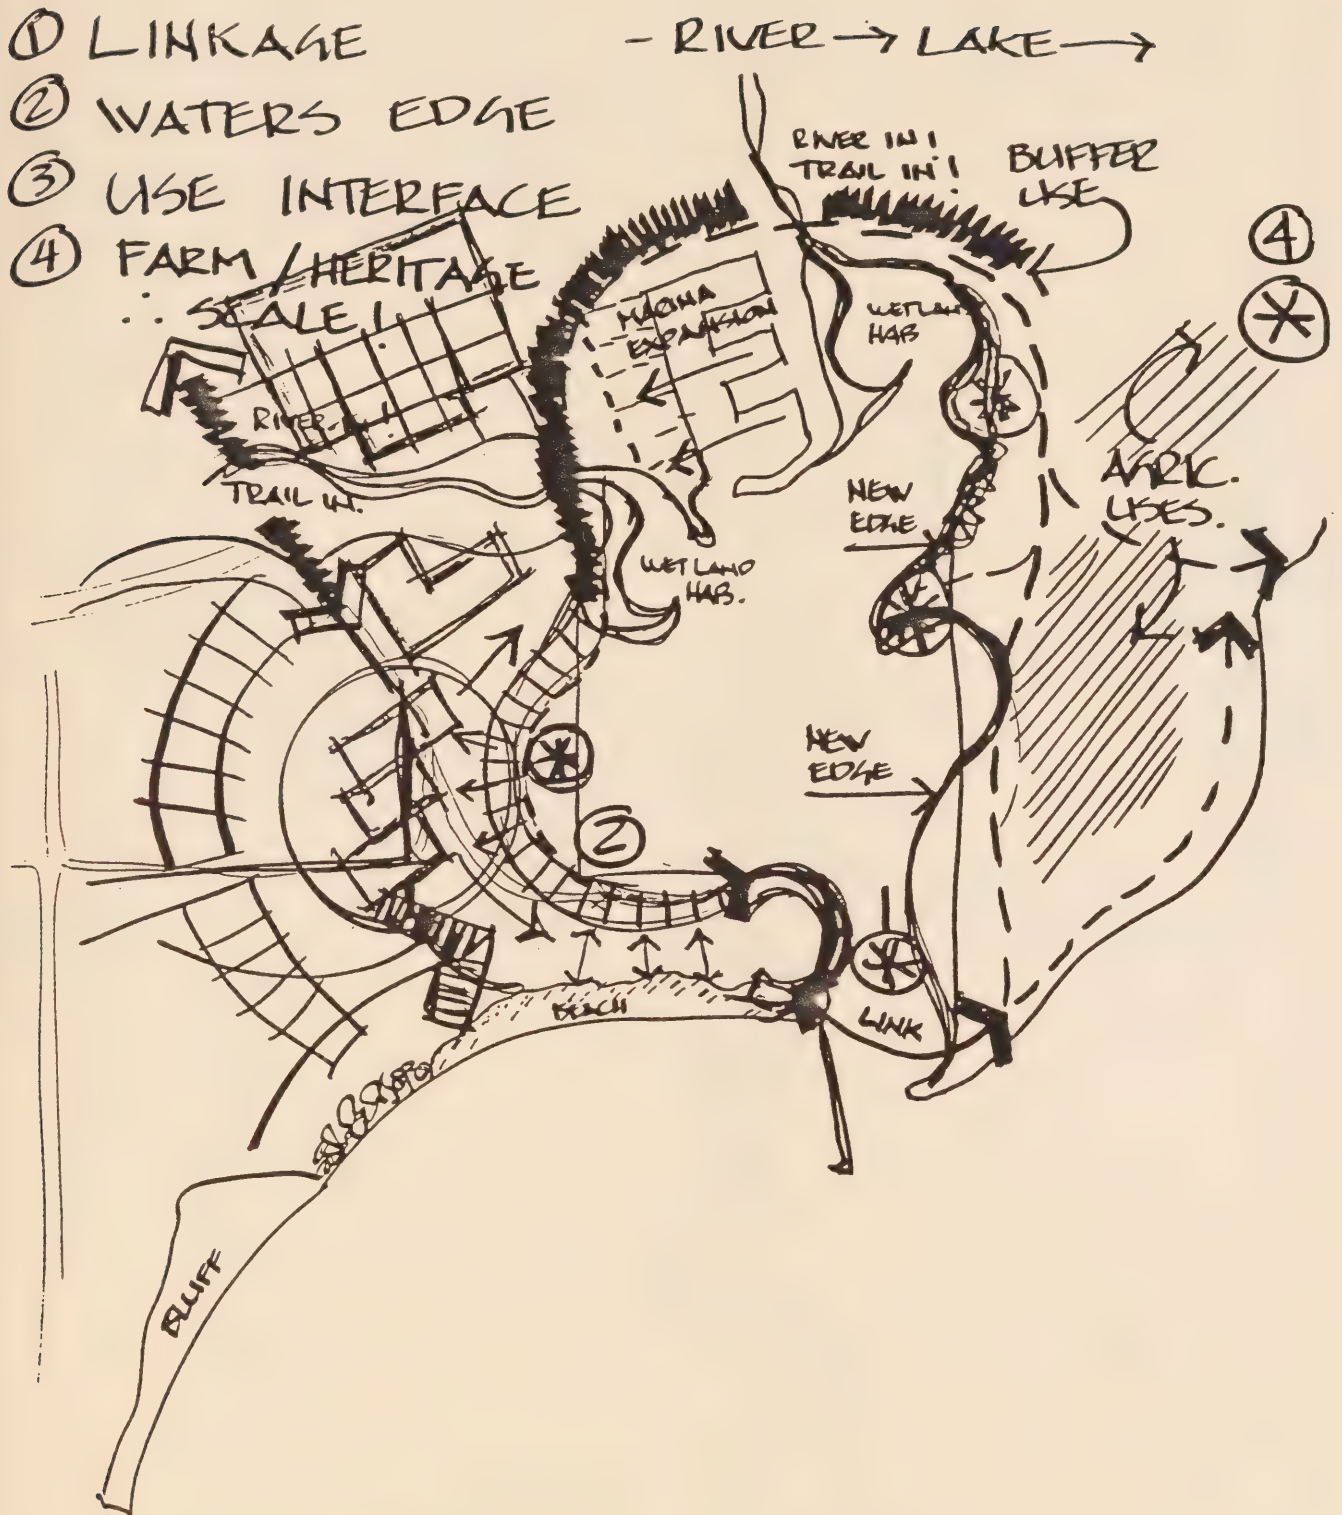 ① LINKAGE
- RIVER → LAKE →
② WATERS EDGE
③ USE INTERFACE
④ FARM / HERITAGE
∴ SCALE !
RIVER IN !
TRAIL IN !
BUFFER
USE
④
MARINA
EXPANSION
WETLAND
HAB
RIVER IN !
TRAIL IN.
AGRIC.
USES.
NEW
EDGE
WETLAND
HAB.
NEW
EDGE
②
BEACH
LINK
BLUFF